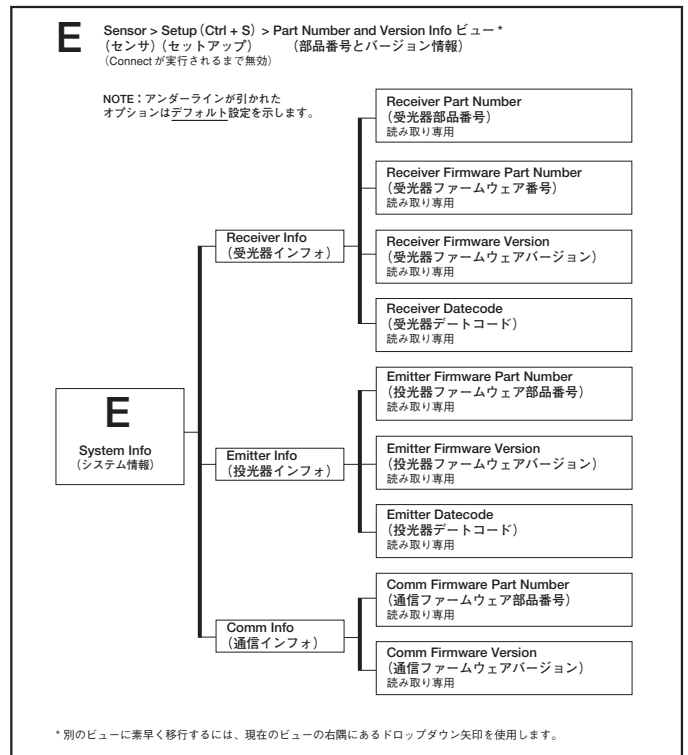 E
Sensor > Setup (Ctrl + S) > Part Number and Version Info ビュー *
（センサ）（セットアップ）　（部品番号とバージョン情報）
（Connect が実行されるまで無効）
NOTE：アンダーラインが引かれた
オプションはデフォルト設定を示します。
Receiver Part Number
（受光器部品番号）
読み取り専用
Receiver Firmware Part Number
（受光器ファームウェア番号）
読み取り専用
Receiver Info
（受光器インフォ）
Receiver Firmware Version
（受光器ファームウェアバージョン）
読み取り専用
Receiver Datecode
（受光器デートコード）
読み取り専用
E
System Info
（システム情報）
Emitter Firmware Part Number
（投光器ファームウェア部品番号）
読み取り専用
Emitter Info
（投光器インフォ）
Emitter Firmware Version
（投光器ファームウェアバージョン）
読み取り専用
Emitter Datecode
（投光器デートコード）
読み取り専用
Comm Firmware Part Number
（通信ファームウェア部品番号）
読み取り専用
Comm Info
（通信インフォ）
Comm Firmware Version
（通信ファームウェアバージョン）
読み取り専用
* 別のビューに素早く移行するには、現在のビューの右隅にあるドロップダウン矢印を使用します。